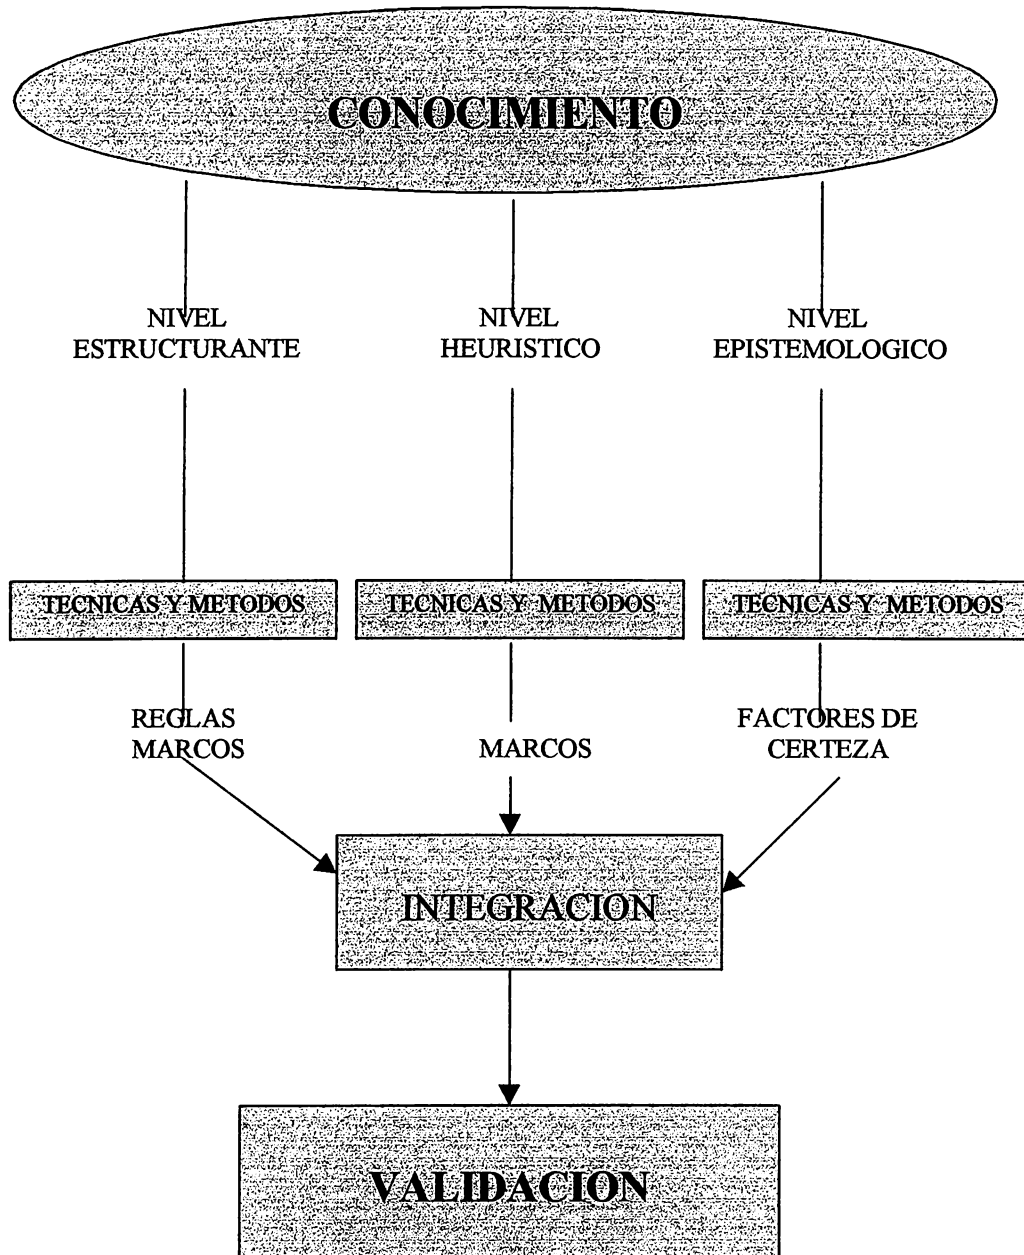 CONOCIMIENTO
NIVEL
ESTRUCTURANTE
NIVEL
HEURISTICO
NIVEL
EPISTEMOLOGICO
TECNICAS Y METODOS
TECNICAS Y METODOS
TECNICAS Y METODOS
REGLAS
MARCOS
MARCOS
FACTORES DE
CERTEZA
INTEGRACION
VALIDACION